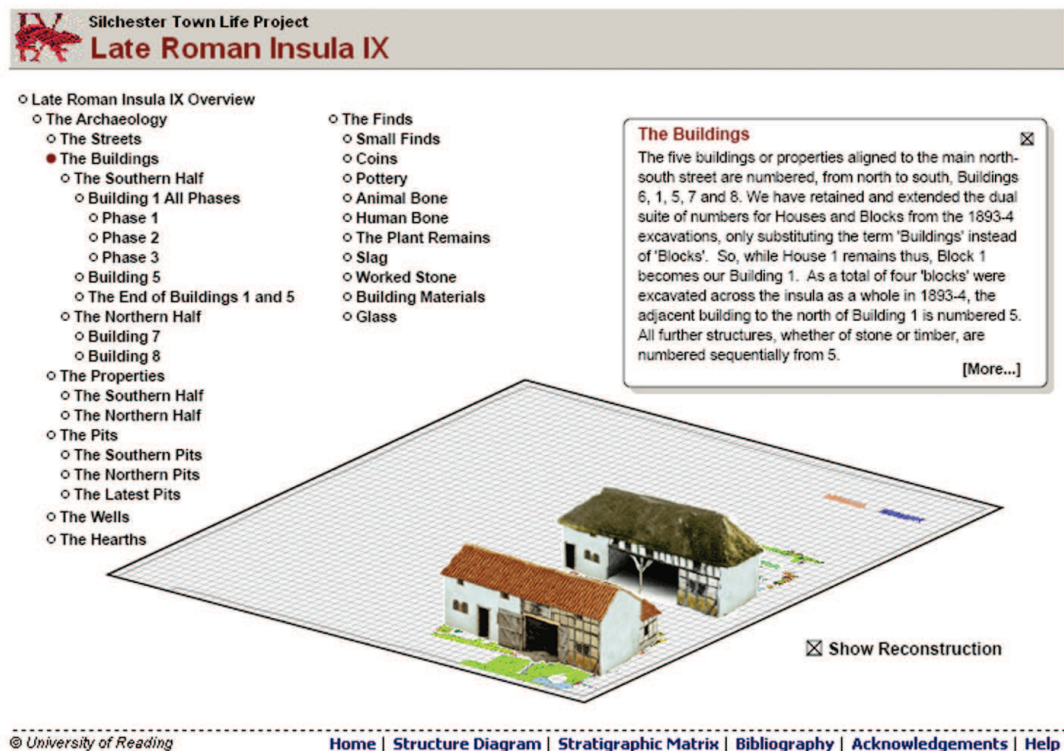 IX
Silchester Town Life Project
Late Roman Insula IX
Late Roman Insula IX Overview
The Archaeology
The Streets
The Buildings
The Southern Half
Building 1 All Phases
Phase 1
Phase 2
Phase 3
Building 5
The End of Buildings 1 and 5
The Northern Half
Building 7
Building 8
The Properties
The Southern Half
The Northern Half
The Pits
The Southern Pits
The Northern Pits
The Latest Pits
The Wells
The Hearths
The Finds
Small Finds
Coins
Pottery
Animal Bone
Human Bone
The Plant Remains
Slag
Worked Stone
Building Materials
Glass
The Buildings
The five buildings or properties aligned to the main north-
south street are numbered, from north to south, Buildings
6, 1, 5, 7 and 8. We have retained and extended the dual
suite of numbers for Houses and Blocks from the 1893-4
excavations, only substituting the term 'Buildings' instead
of 'Blocks'. So, while House 1 remains thus, Block 1
becomes our Building 1. As a total of four 'blocks' were
excavated across the insula as a whole in 1893-4, the
adjacent building to the north of Building 1 is numbered 5.
All further structures, whether of stone or timber, are
numbered sequentially from 5.
[More...]
Show Reconstruction
© University of Reading
Home | Structure Diagram | Stratigraphic Matrix | Bibliography | Acknowledgements | Help